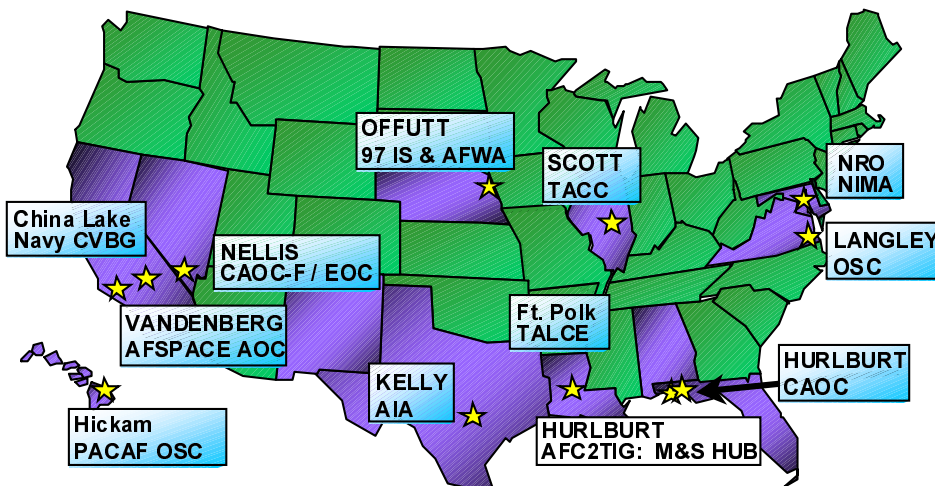 OFFUTT
97 IS & AFWA
SCOTT
TACC
NRO
NIMA
China Lake
Navy CVBG
NELLIS
CAOC-F / EOC
LANGLEY
OSC
VANDENBERG
AFSPACE AOC
Ft. Polk
TALCE
KELLY
AIA
HURLBURT
CAOC
Hickam
PACAF OSC
HURLBURT
AFC2TIG: M&S HUB